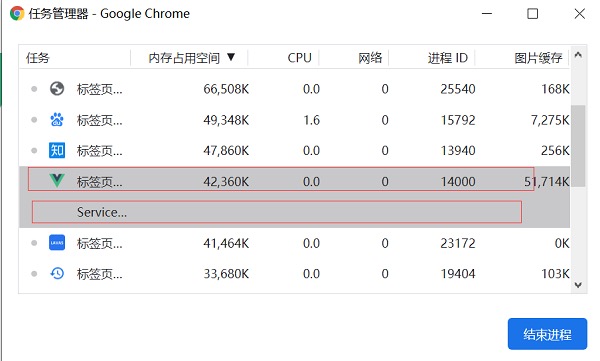 任务管理器 - Google Chrome
任务 内存占用空间 ▼ CPU 网络 进程 ID 图片缓存
标签页... 66,508K 0.0 0 25540 168K
标签页... 49,348K 1.6 0 15792 7,275K
知 标签页... 47,860K 0.0 0 13940 256K
标签页... 42,360K 0.0 0 14000 51,714K
Service...
标签页... 41,464K 0.0 0 23172 0K
标签页... 33,680K 0.0 0 19404 103K
结束进程